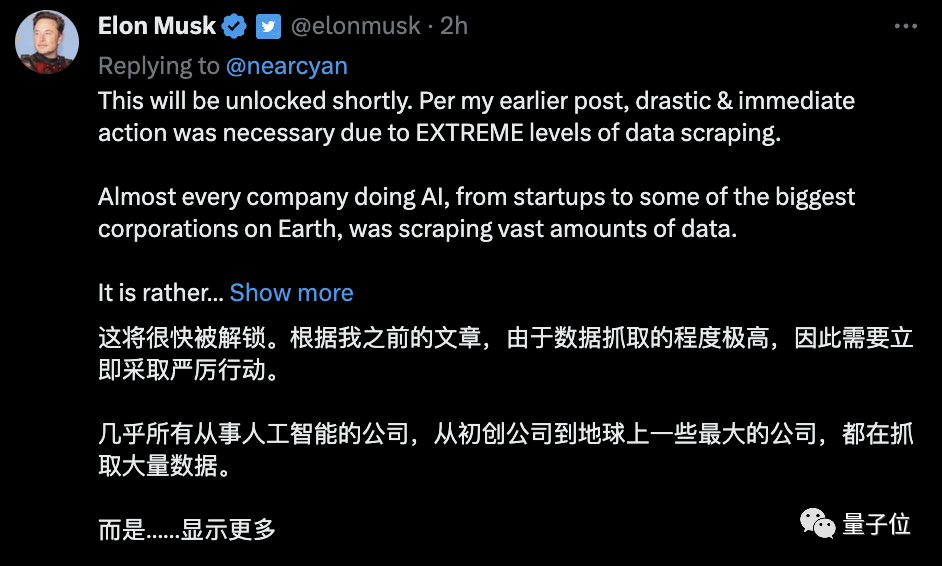 Elon Musk @elonmusk · 2h
Replying to @nearcyan
This will be unlocked shortly. Per my earlier post, drastic & immediate
action was necessary due to EXTREME levels of data scraping.
Almost every company doing AI, from startups to some of the biggest
corporations on Earth, was scraping vast amounts of data.
It is rather... Show more
这将很快被解锁。根据我之前的文章，由于数据抓取的程度极高，因此需要立
即采取严厉行动。
几乎所有从事人工智能的公司，从初创公司到地球上一些最大的公司，都在抓
取大量数据。
而是......显示更多
量子位